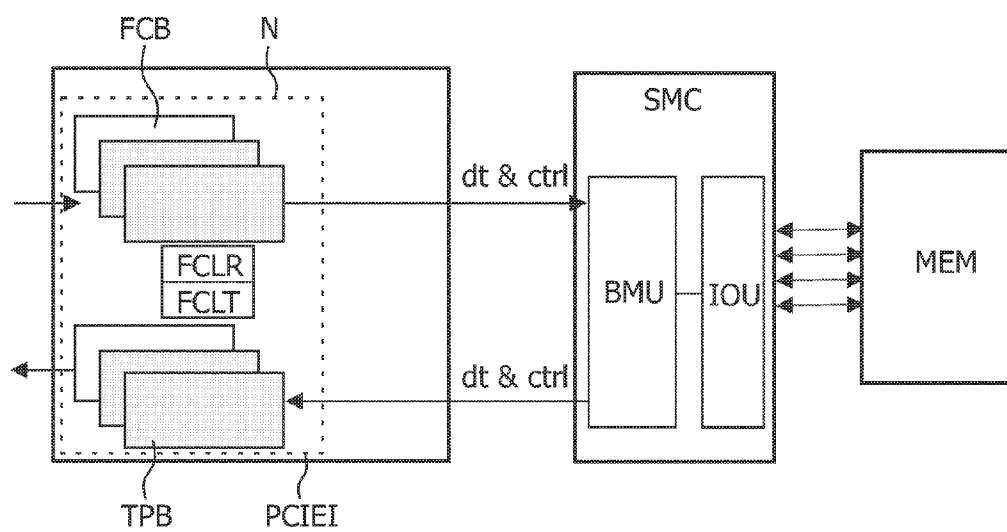 FCB
N
SMC
dt & ctrl
FCLR
FCLT
BMU
IOU
MEM
dt & ctrl
TPB
PCIEI